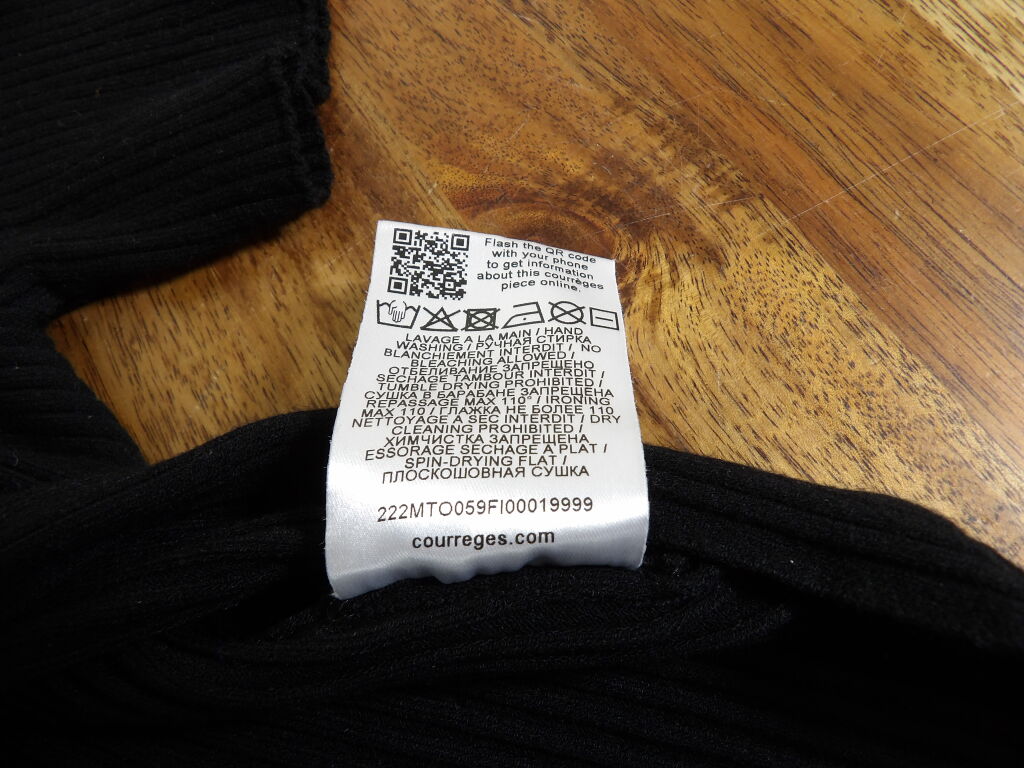 Flash the QR code
with your phone
to get information
about this courrèges
piece online.
LAVAGE A LA MAIN / HAND
WASHING / РУЧНАЯ СТИРКА
BLANCHIEMENT INTERDIT / NO
BLEACHING ALLOWED /
ОТБЕЛИВАНИЕ ЗАПРЕЩЕНО
SECHAGE TAMBOUR INTERDIT /
TUMBLE DRYING PROHIBITED /
СУШКА В БАРАБАНЕ ЗАПРЕЩЕНА
REPASSAGE MAX 110° / IRONING
MAX 110 / ГЛАЖКА НЕ БОЛЕЕ 110
NETTOYAGE A SEC INTERDIT / DRY
CLEANING PROHIBITED /
ХИМЧИСТКА ЗАПРЕЩЕНА
ESSORAGE SECHAGE A PLAT /
SPIN-DRYING FLAT /
ПЛОСКОШОВНАЯ СУШКА
222MTO059FI00019999
courreges.com